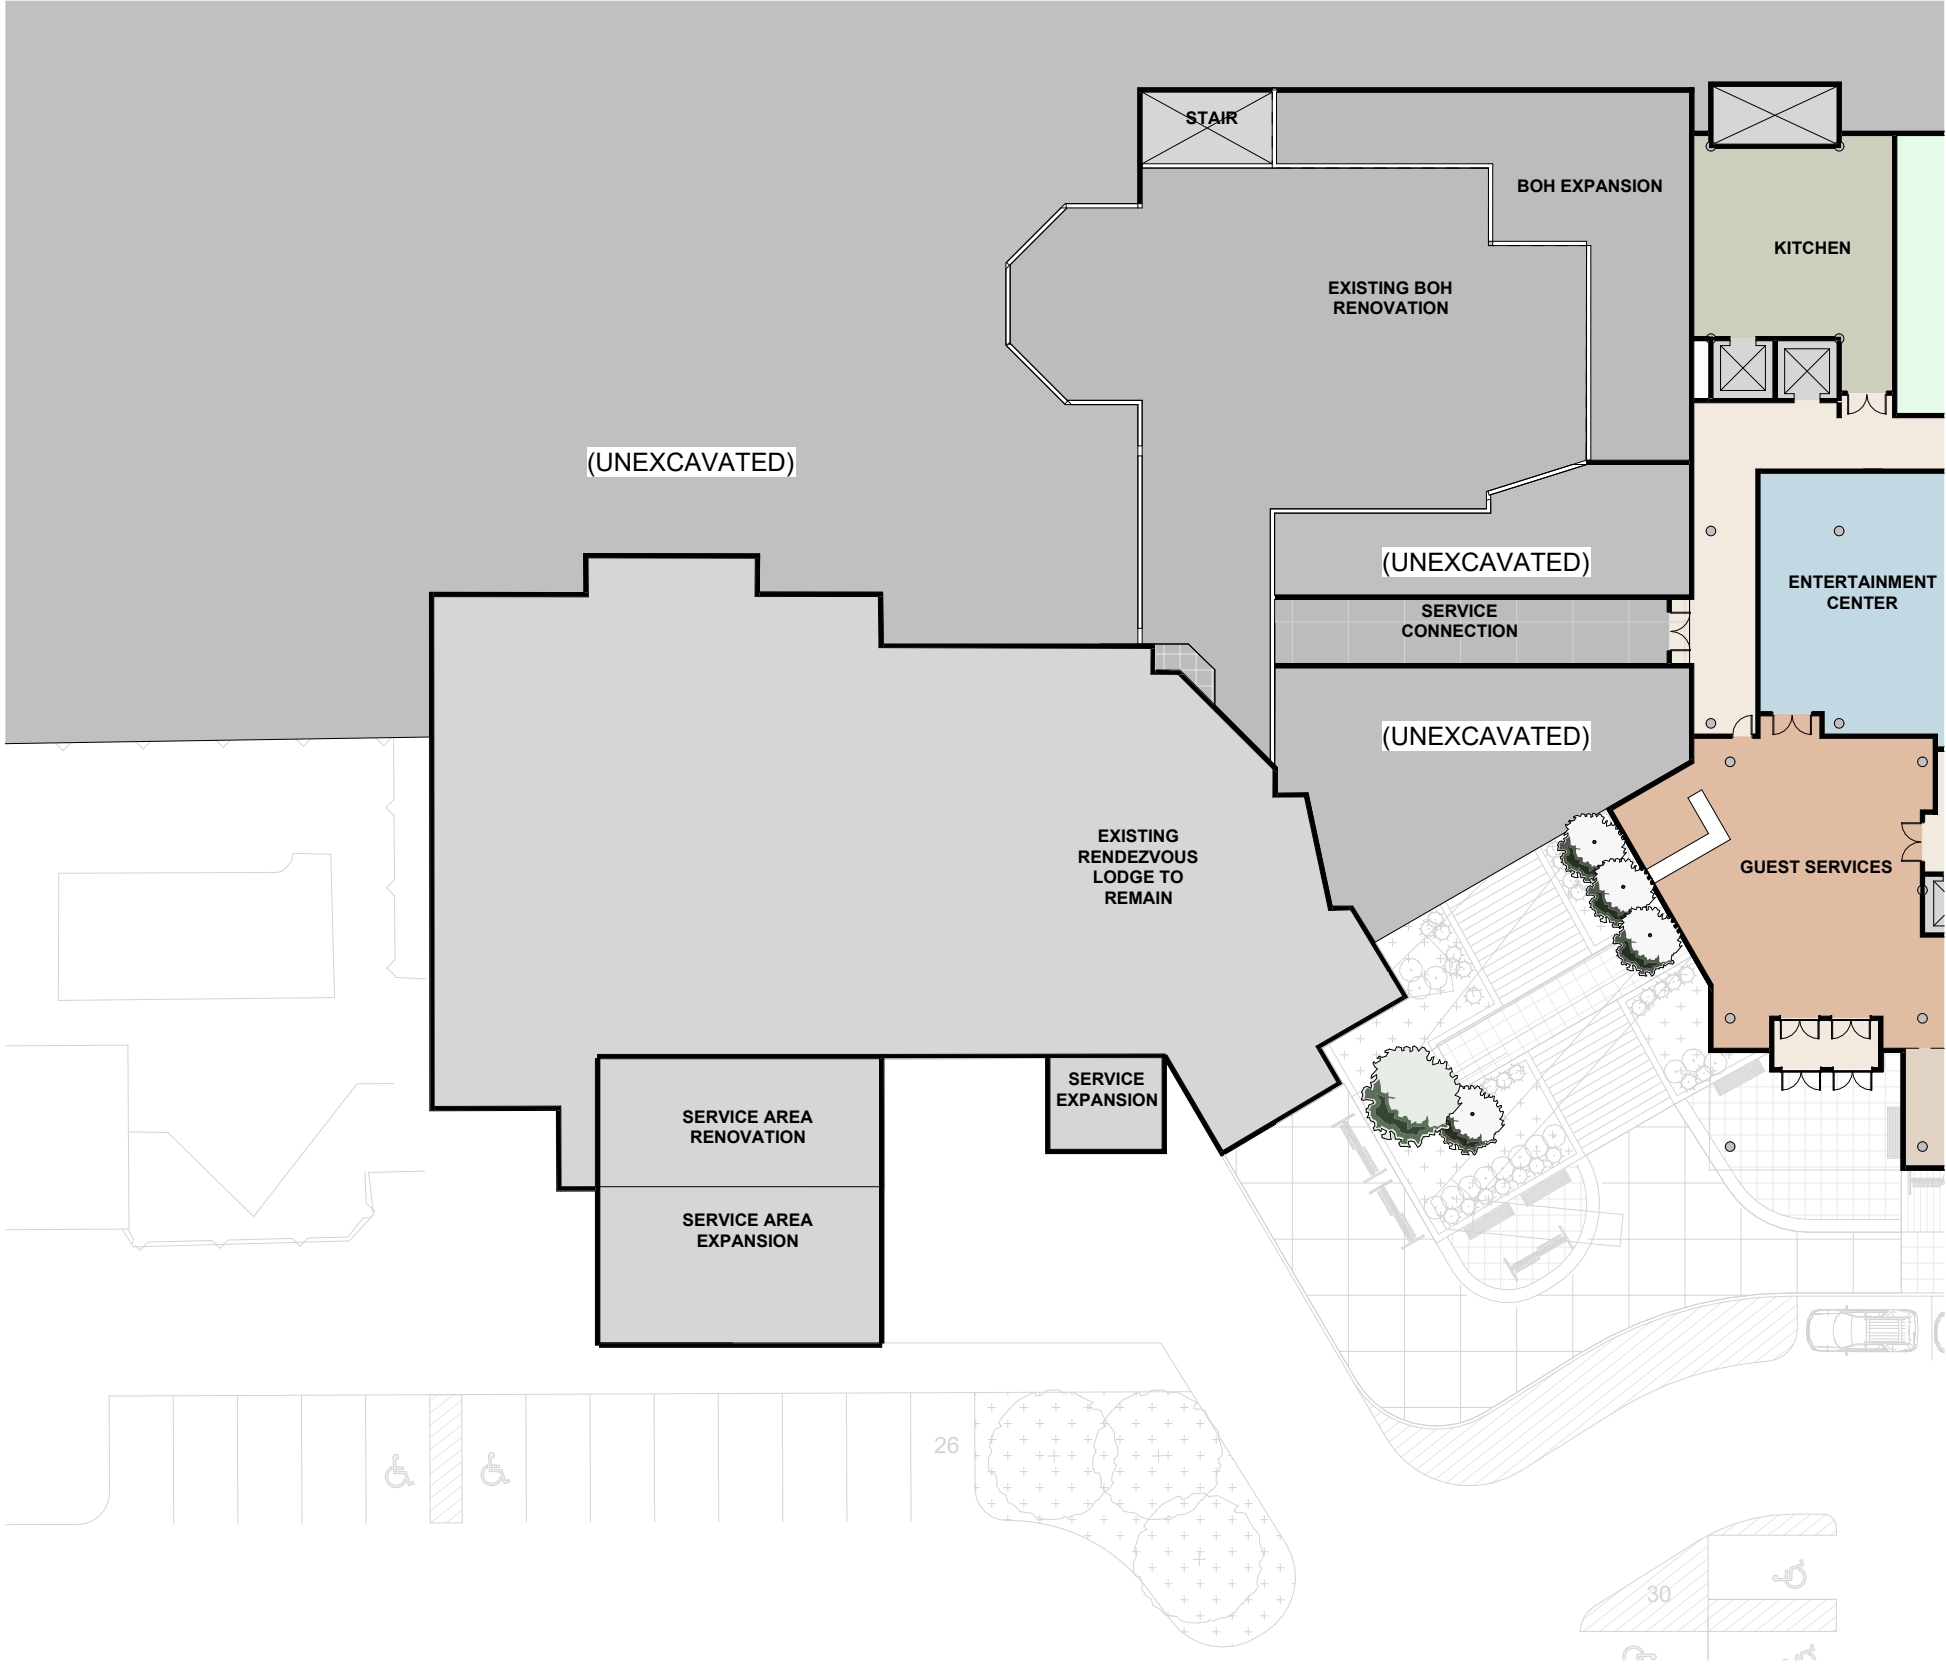 STAIR
BOH EXPANSION
KITCHEN
EXISTING BOH
RENOVATION
(UNEXCAVATED)
(UNEXCAVATED)
ENTERTAINMENT
CENTER
SERVICE
CONNECTION
(UNEXCAVATED)
EXISTING
RENDEZVOUS
LODGE TO
REMAIN
GUEST SERVICES
SERVICE
EXPANSION
SERVICE AREA
RENOVATION
SERVICE AREA
EXPANSION
26
30